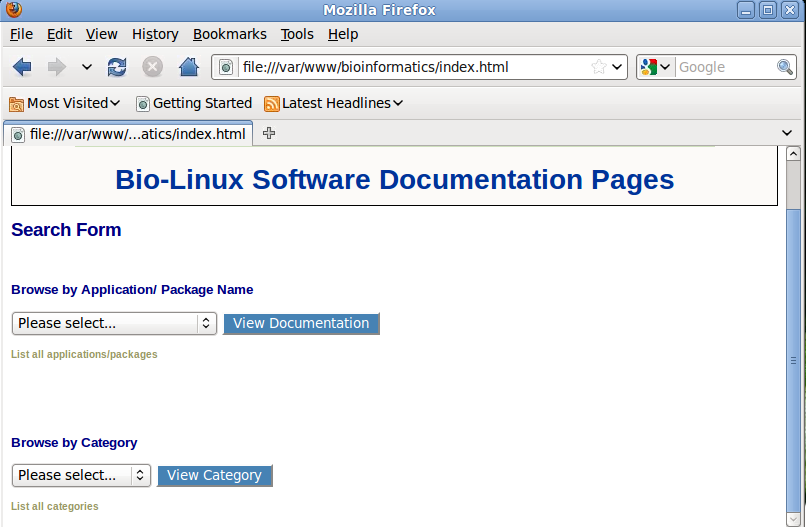 Mozilla Firefox
File Edit View History Bookmarks Tools Help
file:///var/www/bioinformatics/index.html Google
Most Visited Getting Started Latest Headlines
file:///var/www/...atics/index.html
Bio-Linux Software Documentation Pages
Search Form
Browse by Application/ Package Name
Please select... View Documentation
List all applications/packages
Browse by Category
Please select... View Category
List all categories